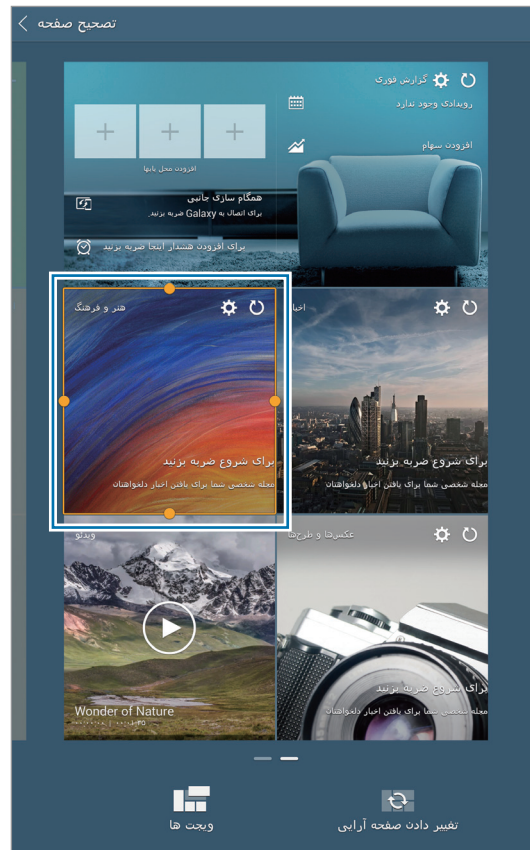 تصحیح صفحه
گزارش فوری
رویدادی وجود ندارد
افزودن سهام
افزودن محل یابها
همگام سازی جانبی
برای اتصال به Galaxy ضربه بزنید.
برای افزودن هشدار اینجا ضربه بزنید
اخبار
برای شروع ضربه بزنید
مجله شخصی شما برای یافتن اخبار دلخواهتان
هنر و فرهنگ
برای شروع ضربه بزنید
مجله شخصی شما برای یافتن اخبار دلخواهتان
عکس‌ها و طرح‌ها
برای شروع ضربه بزنید
مجله شخصی شما برای یافتن اخبار دلخواهتان
ویدئو
Wonder of Nature
تغییر دادن صفحه آرایی
ویجت ها